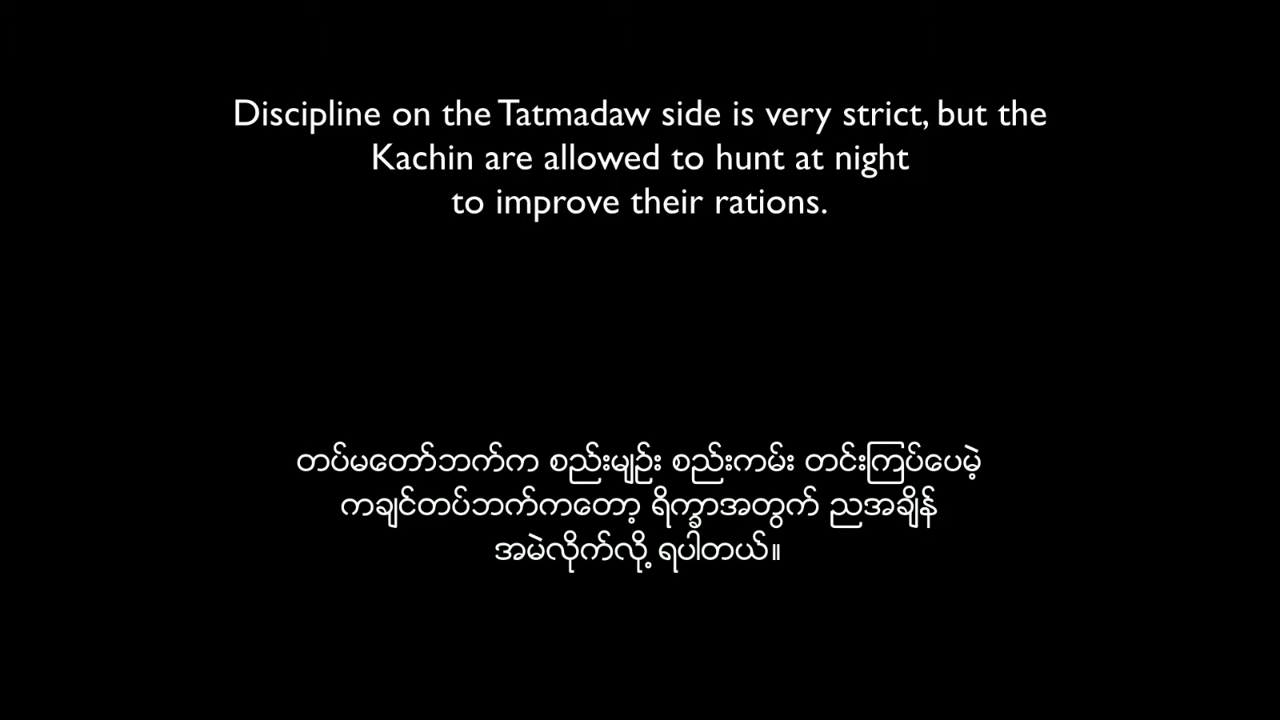 Discipline on the Tatmadaw side is very strict, but the
Kachin are allowed to hunt at night
to improve their rations.
တပ်မတော်ဘက်က စည်းမျဉ်း စည်းကမ်း တင်းကြပ်ပေမဲ့
ကချင်တပ်ဘက်ကတော့ ရိက္ခာအတွက် ညအချိန်
အမဲလိုက်လို့ ရပါတယ်။